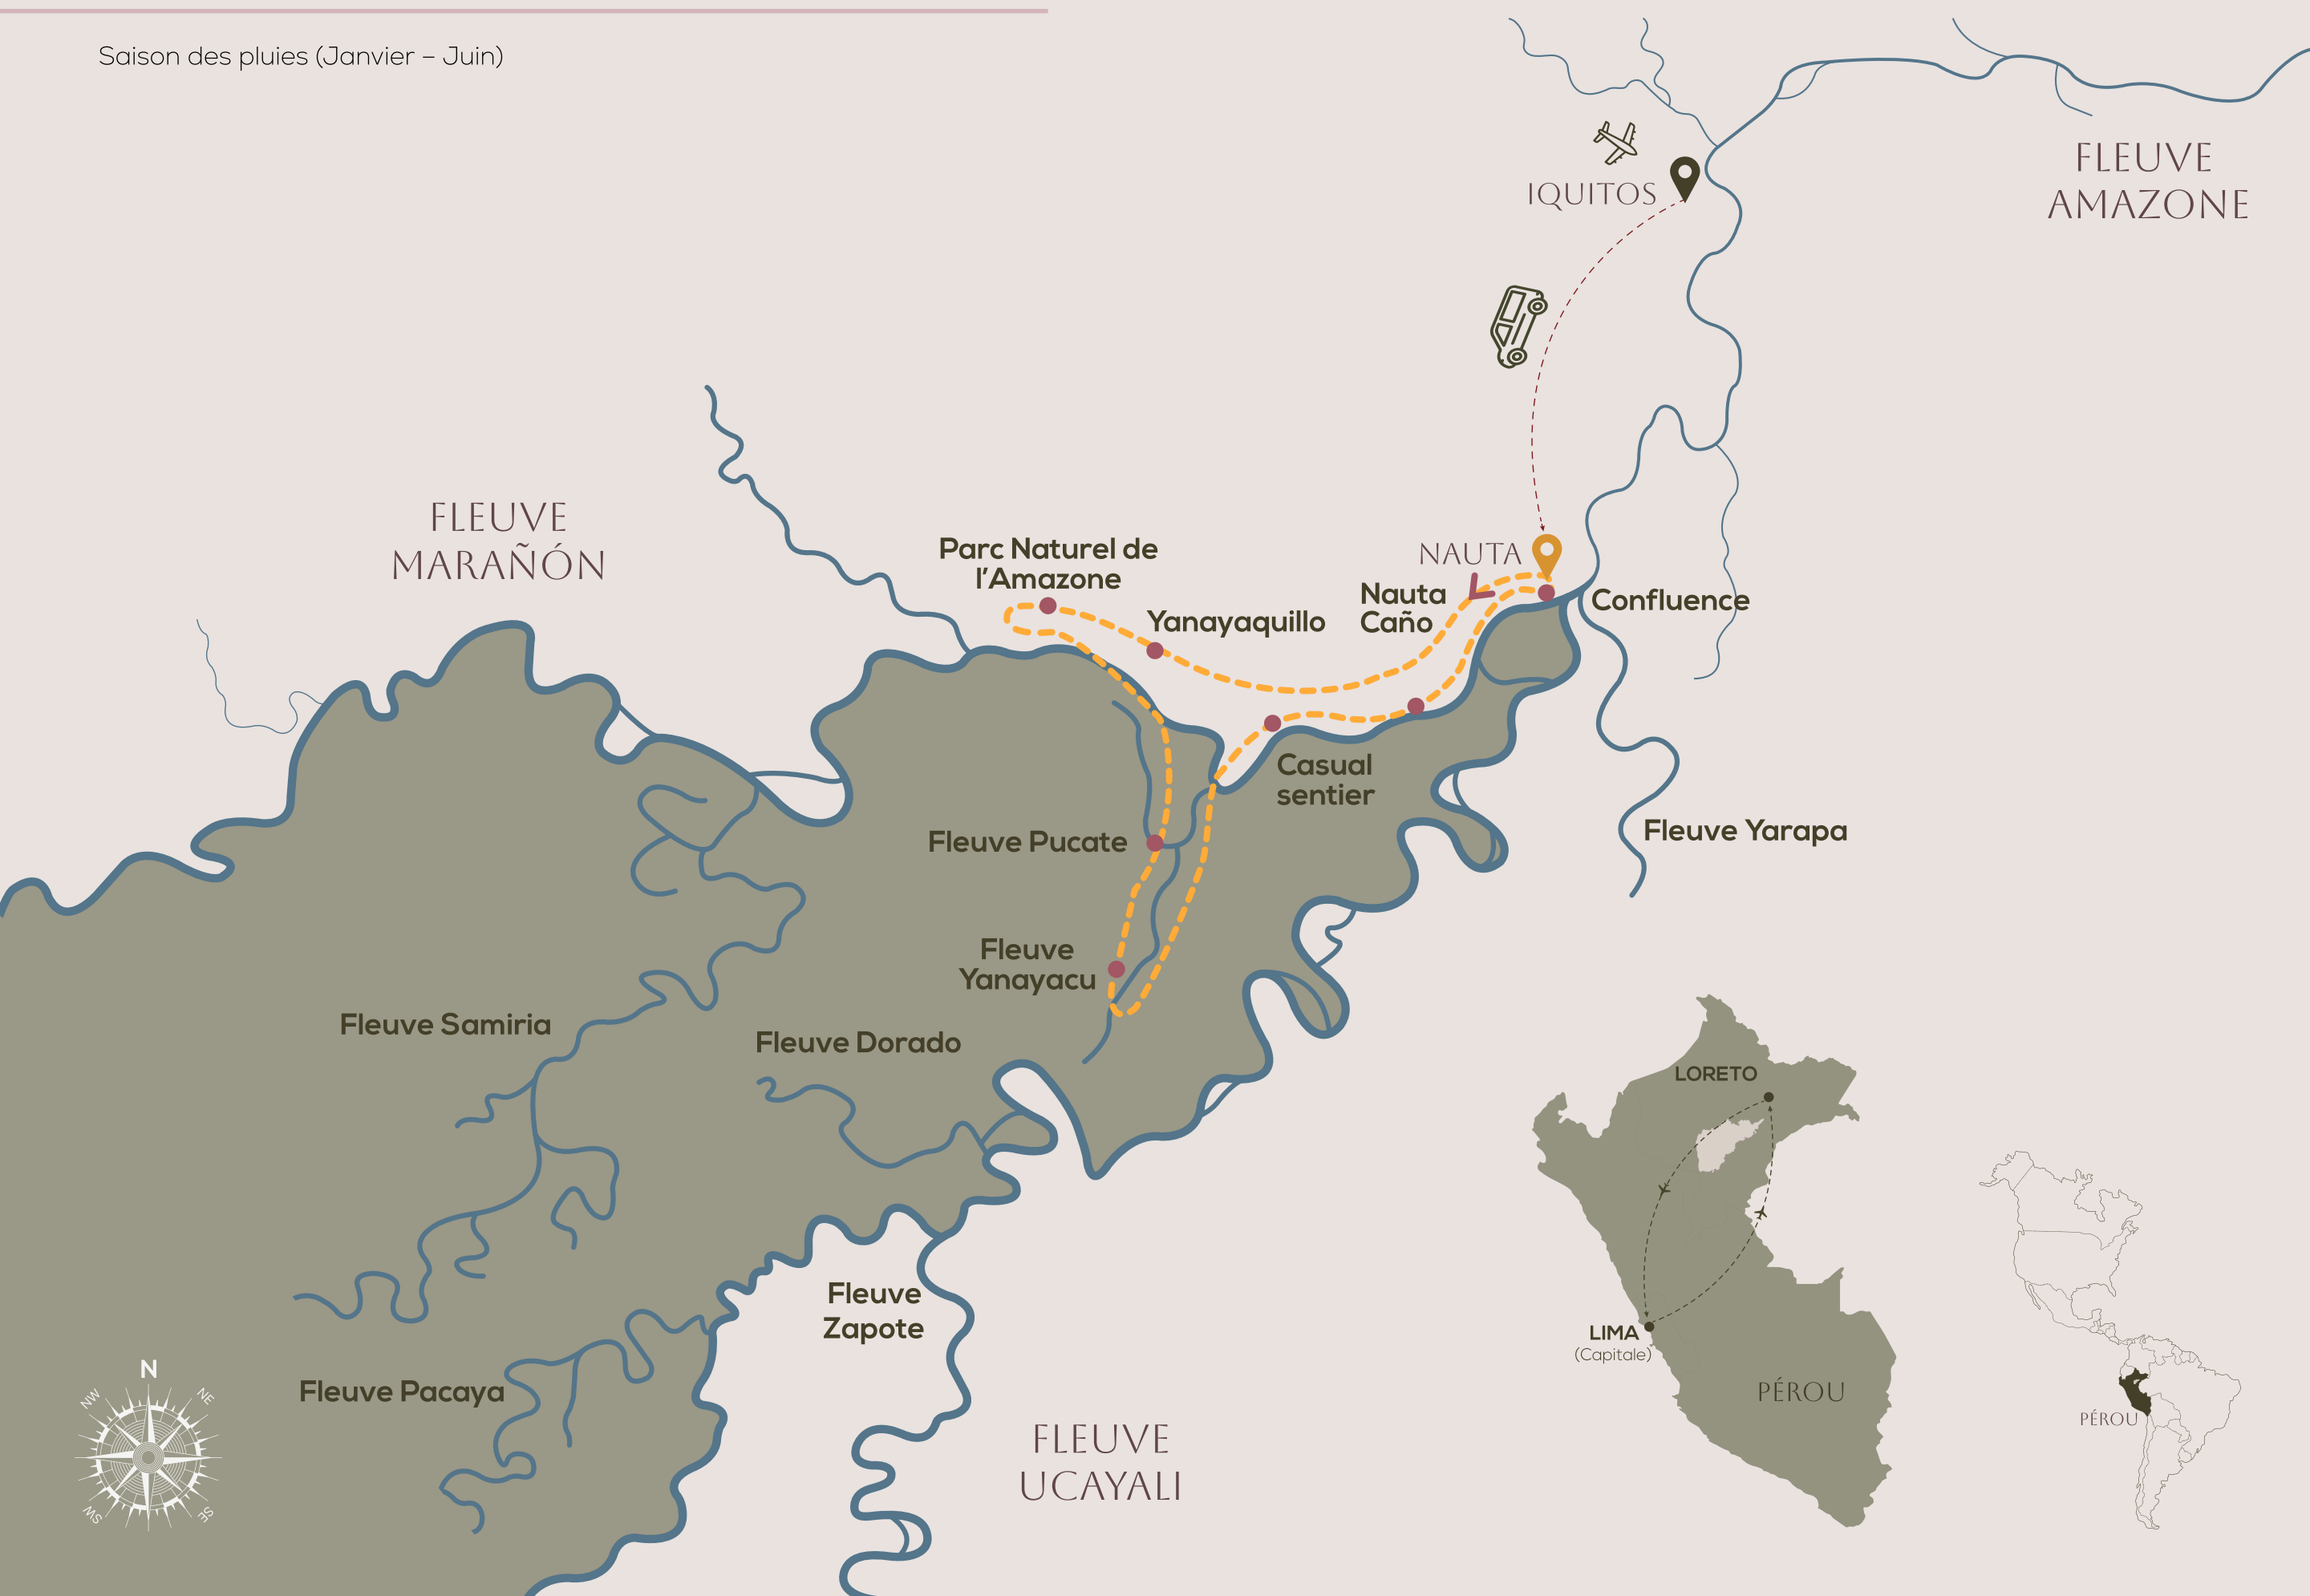 Saison des pluies (Janvier – Juin)
FLEUVE
AMAZONE
IQUITOS
FLEUVE
MARAÑÓN
Parc Naturel de
l'Amazone
NAUTA
Nauta
Caño
Confluence
Yanayaquillo
Casual
sentier
Fleuve Yarapa
Fleuve Pucate
Fleuve
Yanayacu
Fleuve Samiria
Fleuve Dorado
Fleuve
Zapote
Fleuve Pacaya
FLEUVE
UCAYALI
N
NW
NE
SW
SE
LORETO
LIMA
(Capitale)
PÉROU
PÉROU